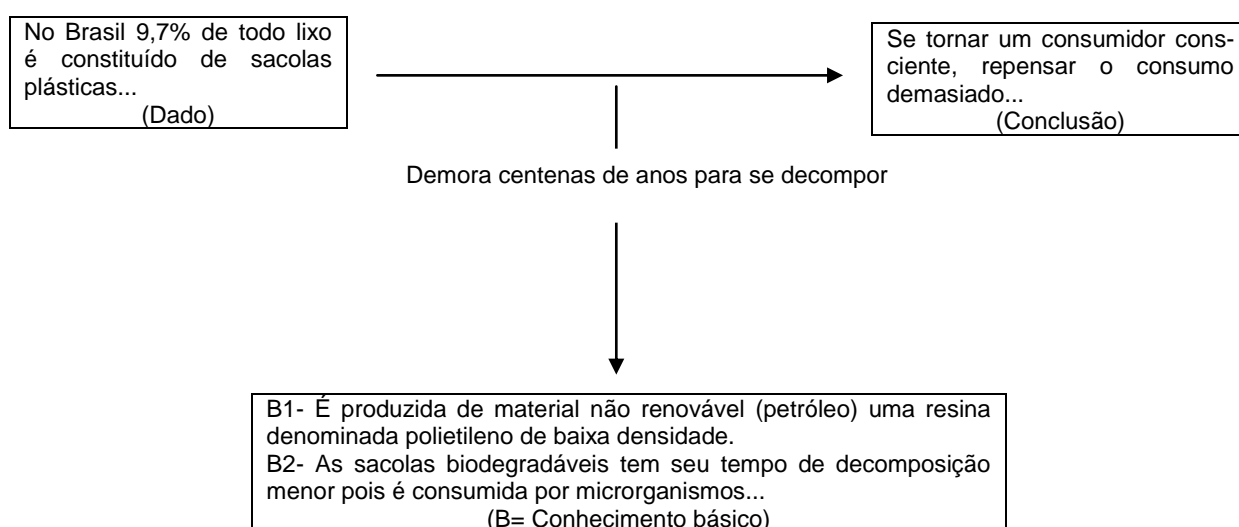 No Brasil 9,7% de todo lixo
é constituído de sacolas
plásticas...
(Dado)
Se tornar um consumidor cons-
ciente, repensar o consumo
demasiado...
(Conclusão)
Demora centenas de anos para se decompor
B1- É produzida de material não renovável (petróleo) uma resina
denominada polietileno de baixa densidade.
B2- As sacolas biodegradáveis tem seu tempo de decomposição
menor pois é consumida por microrganismos...
(B= Conhecimento básico)